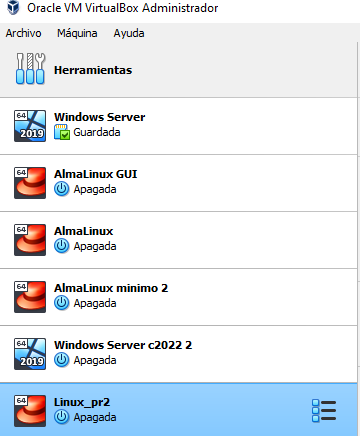 Oracle VM VirtualBox Administrador
Archivo Máquina Ayuda
Herramientas
64
2019
Windows Server
Guardada
64
AlmaLinux GUI
Apagada
64
AlmaLinux
Apagada
64
AlmaLinux minimo 2
Apagada
64
2019
Windows Server c2022 2
Apagada
64
Linux_pr2
Apagada